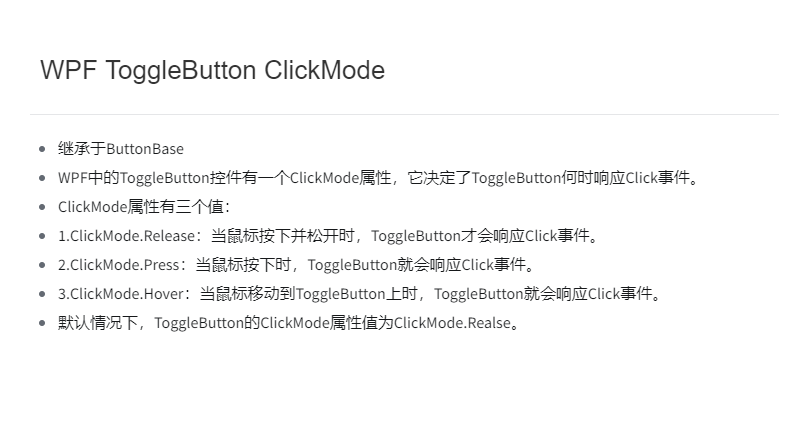 WPF ToggleButton ClickMode
继承于ButtonBase
WPF中的ToggleButton控件有一个ClickMode属性，它决定了ToggleButton何时响应Click事件。
ClickMode属性有三个值：
1.ClickMode.Release：当鼠标按下并松开时，ToggleButton才会响应Click事件。
2.ClickMode.Press：当鼠标按下时，ToggleButton就会响应Click事件。
3.ClickMode.Hover：当鼠标移动到ToggleButton上时，ToggleButton就会响应Click事件。
默认情况下，ToggleButton的ClickMode属性值为ClickMode.Realse。